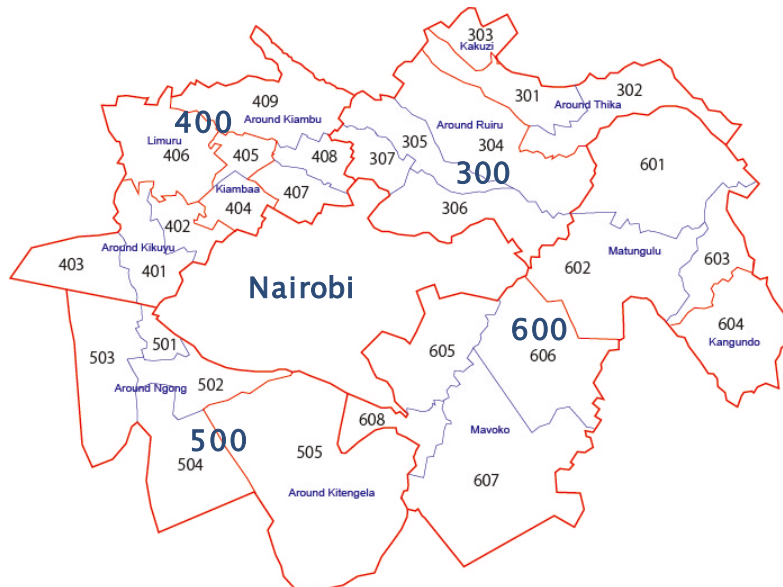 303
Kakuzi
302
301
Around Thika
409
400
Around Kiambu
Around Ruiru
304
305
Limuru
406
405
408
307
300
601
Kiambaa
407
404
306
402
Around Kikuyu
403
401
Matungulu
603
602
Nairobi
600
604
Kangundo
501
605
606
503
Around Ngong
502
608
Mavoko
500
504
505
607
Around Kitengela